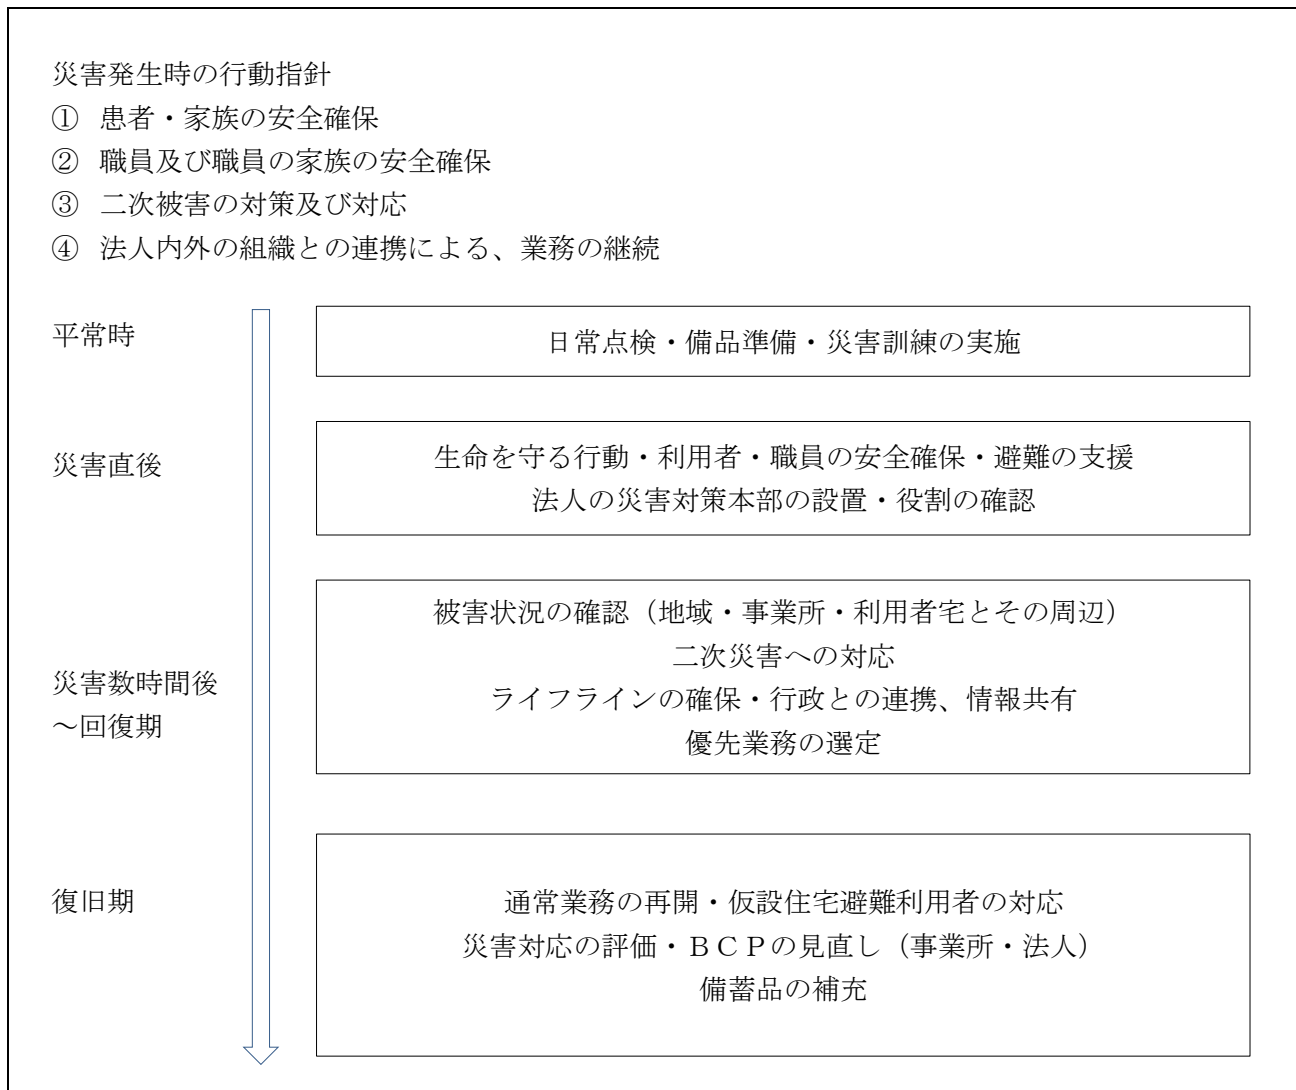 災害発生時の行動指針
① 患者・家族の安全確保
② 職員及び職員の家族の安全確保
③ 二次被害の対策及び対応
④ 法人内外の組織との連携による、業務の継続
平常時
日常点検・備品準備・災害訓練の実施
災害直後
生命を守る行動・利用者・職員の安全確保・避難の支援
法人の災害対策本部の設置・役割の確認
災害数時間後
～回復期
被害状況の確認（地域・事業所・利用者宅とその周辺）
二次災害への対応
ライフラインの確保・行政との連携、情報共有
優先業務の選定
復旧期
通常業務の再開・仮設住宅避難利用者の対応
災害対応の評価・ＢＣＰの見直し（事業所・法人）
備蓄品の補充